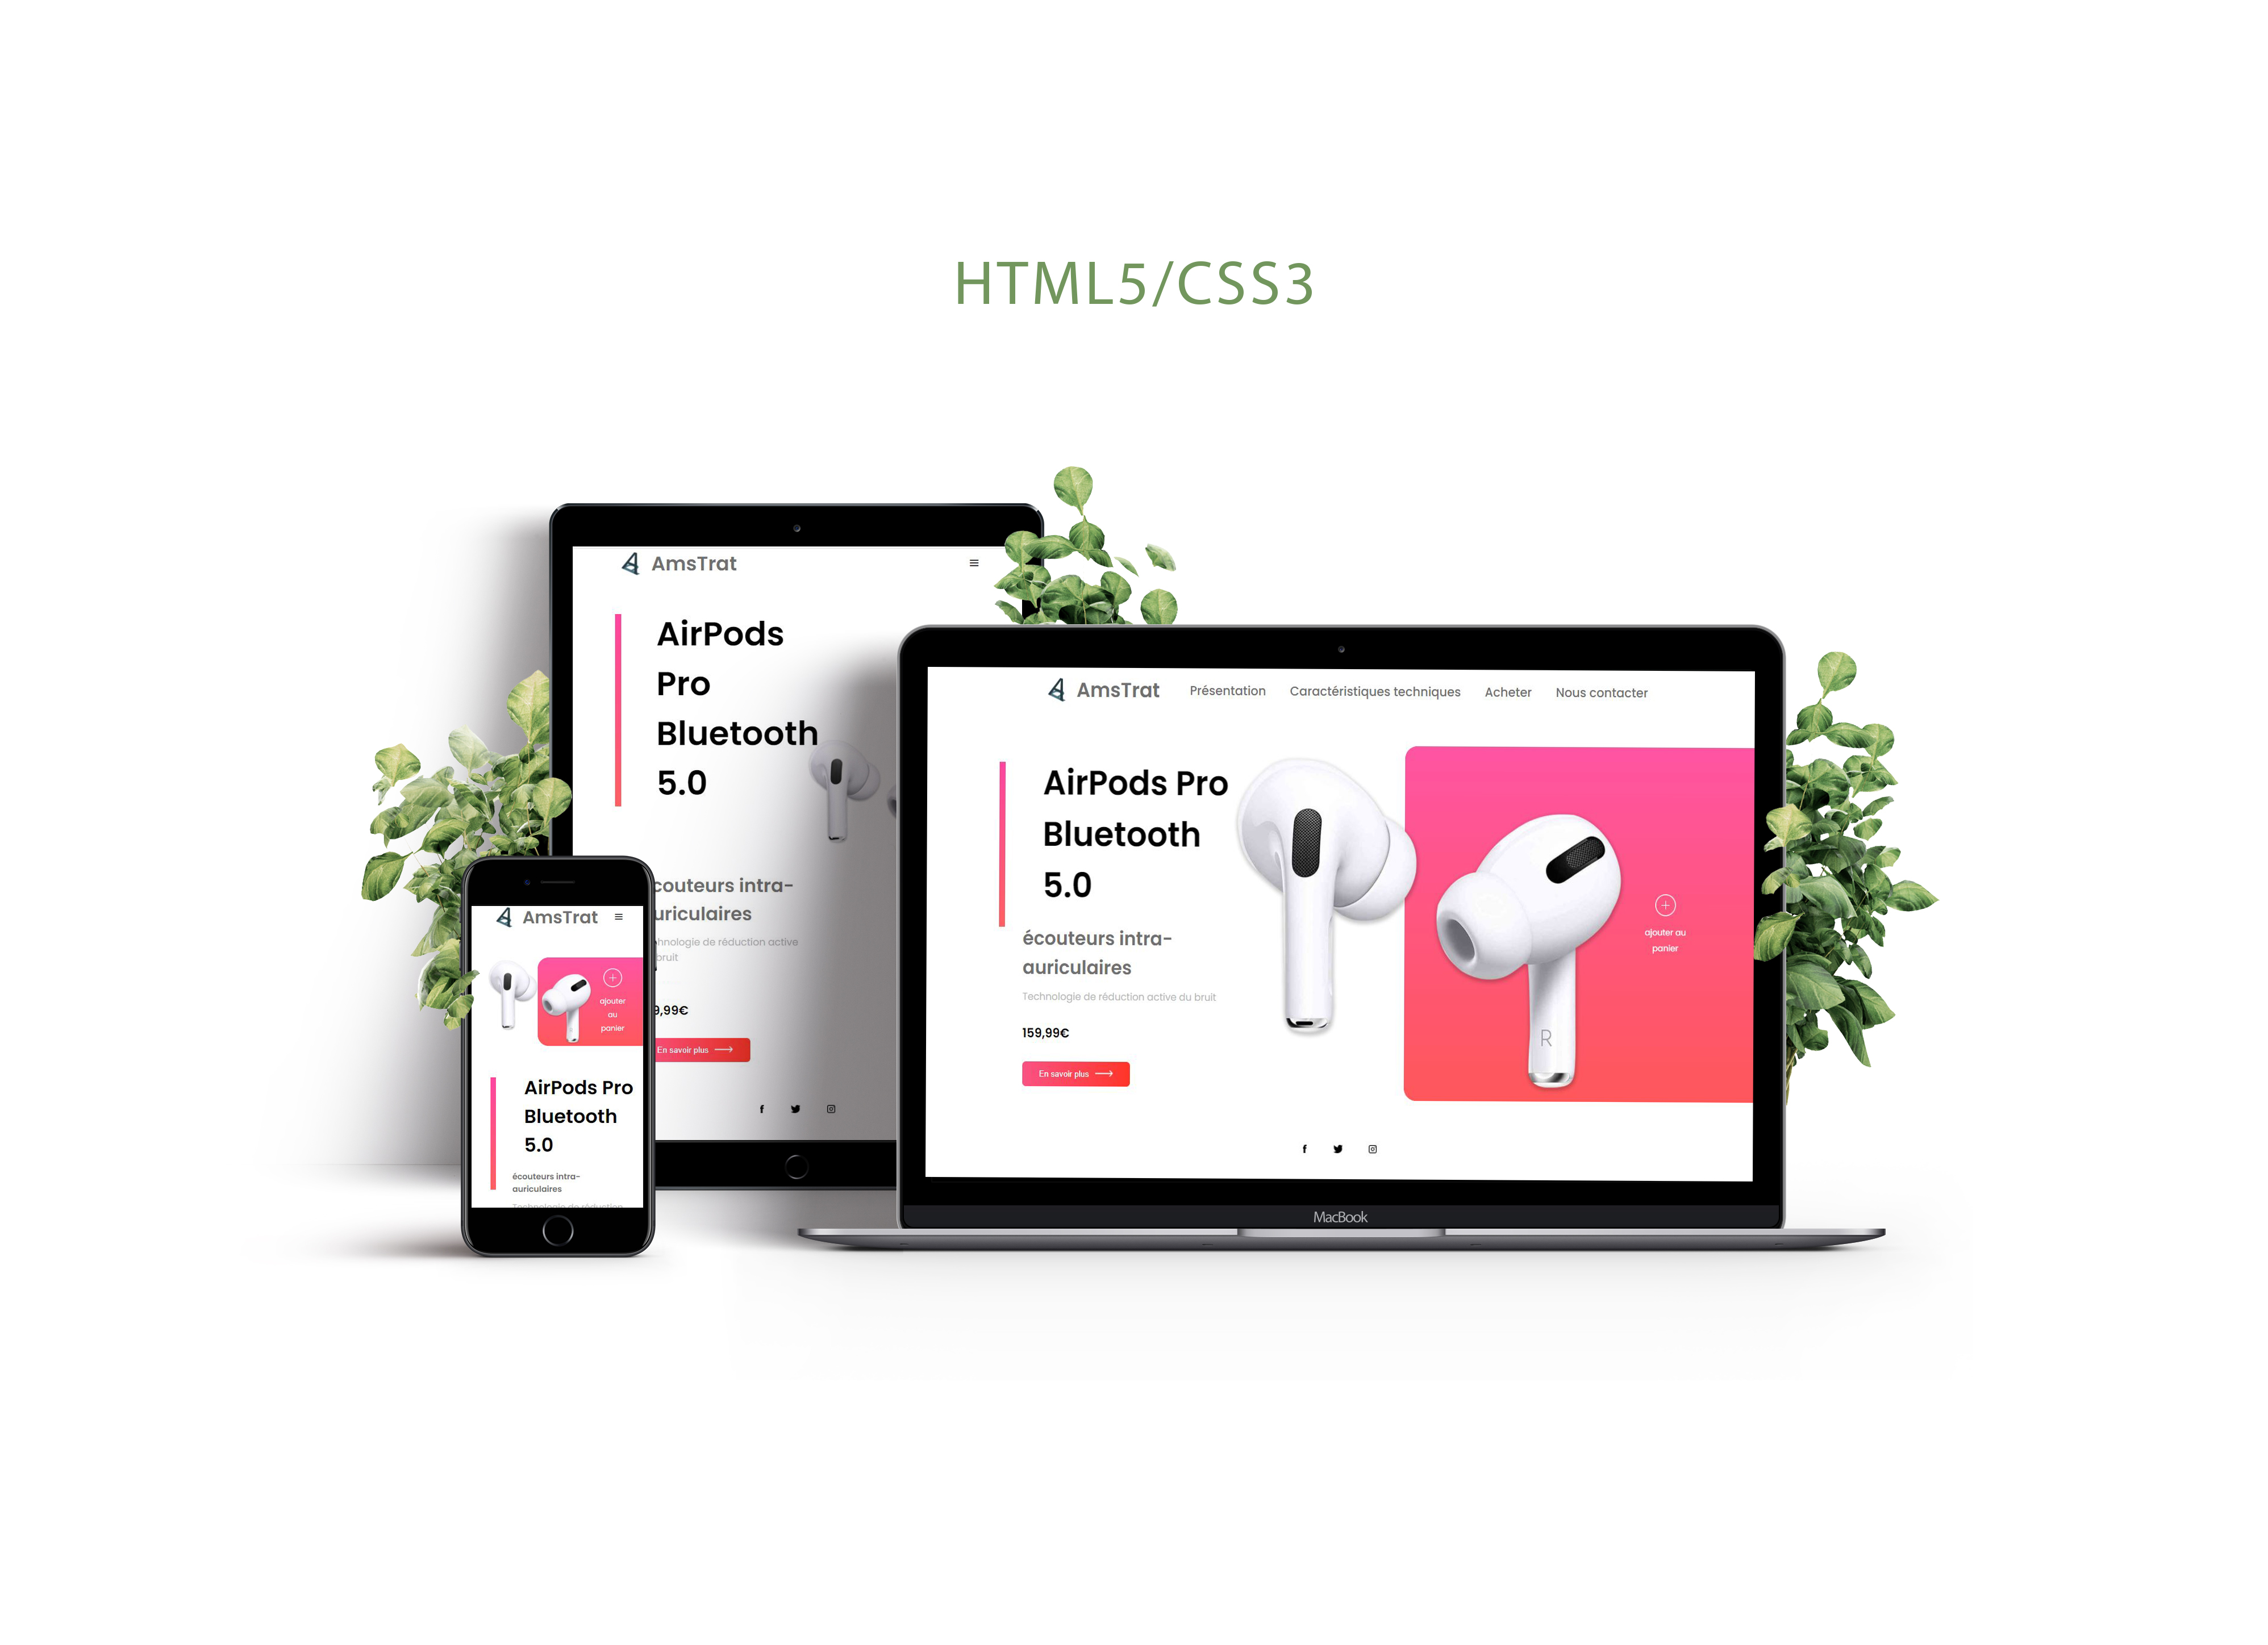 HTML5/CSS3
AmsTrat
AirPods
Pro
Bluetooth
5.0
couteurs intra-
uriculaires
hnologie de réduction active
bruit
9,99€
En savoir plus
AmsTrat
ajouter
au
panier
AirPods Pro
Bluetooth
5.0
écouteurs intra-
auriculaires
Technologie de réduction
AmsTrat Présentation Caractéristiques techniques Acheter Nous contacter
AirPods Pro
Bluetooth
5.0
écouteurs intra-
auriculaires
Technologie de réduction active du bruit
159,99€
En savoir plus
R
ajouter au
panier
MacBook